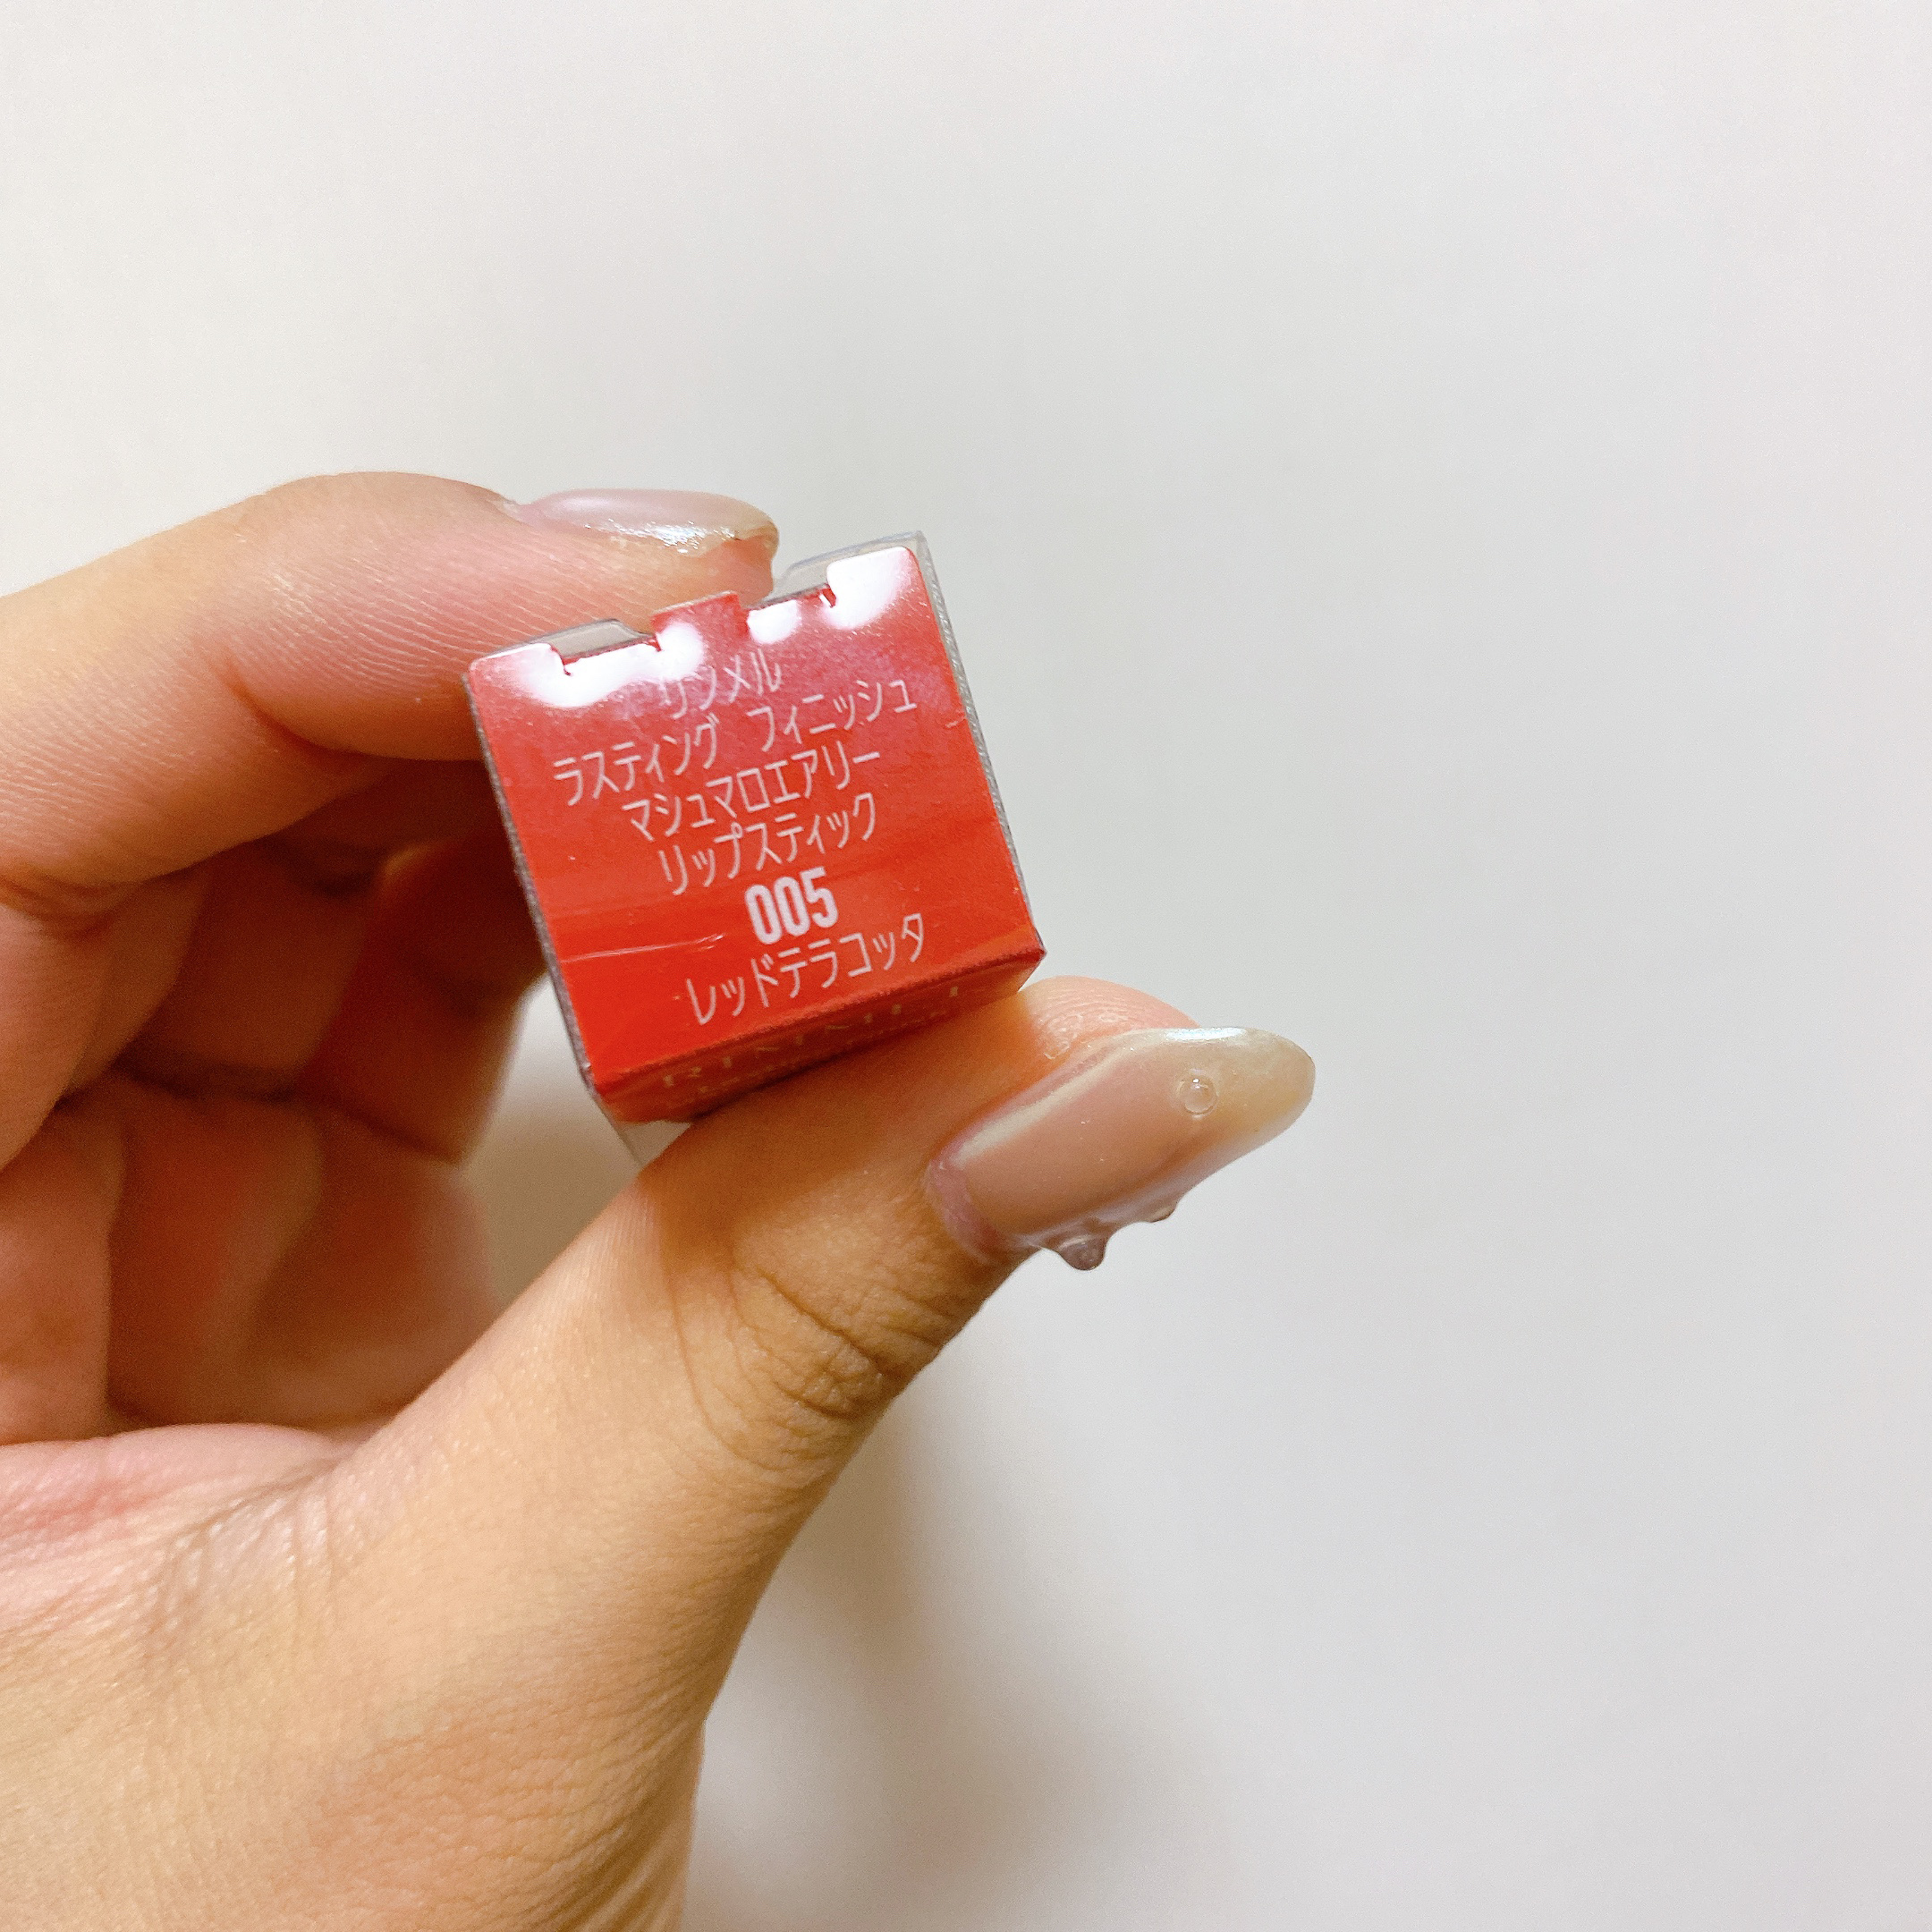 リンメル
ラスティング フィニッシュ
マシュマロエアリー
リップスティック
005
レッドテラコッタ
RIMMEL